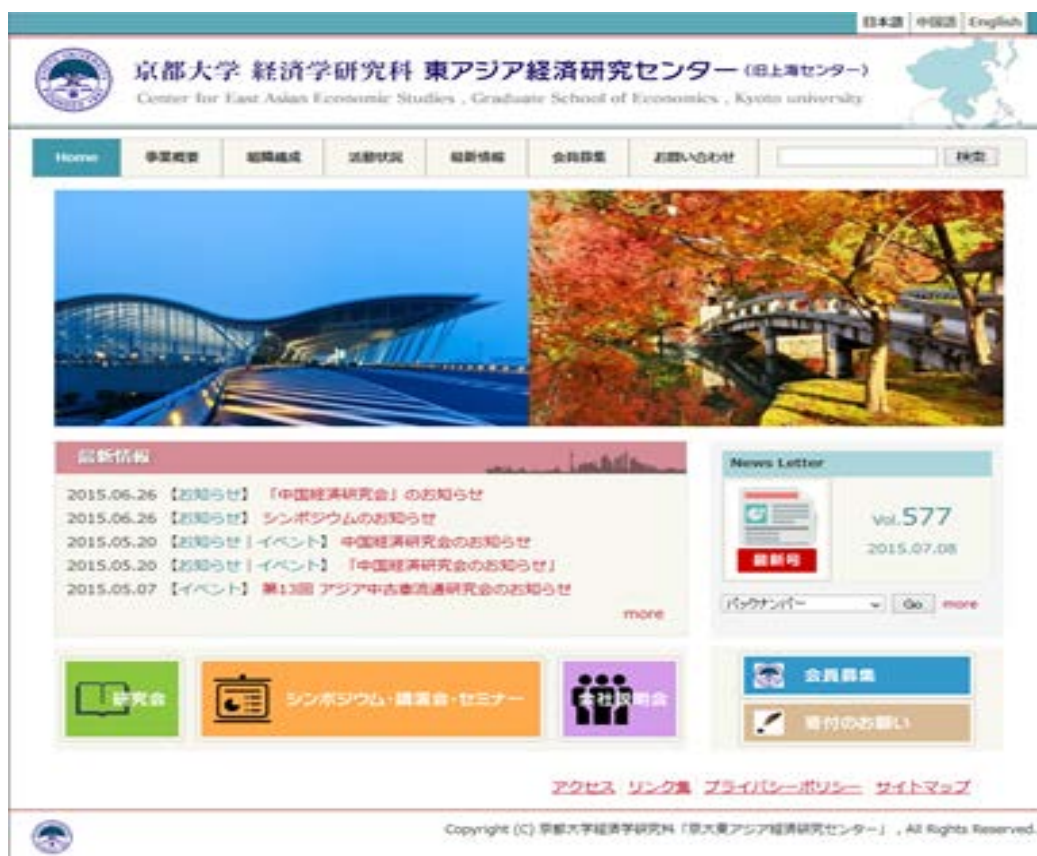 日本語 中国語 English
京都大学 経済学研究科 東アジア経済研究センター (旧上海センター)
Center for East Asian Economic Studies , Graduate School of Economics , Kyoto university
Home 事業概要 組織構成 活動状況 最新情報 会員募集 お問い合わせ 検索
最新情報
2015.06.26 【お知らせ】 「中国経済研究会」のお知らせ
2015.06.26 【お知らせ】 シンポジウムのお知らせ
2015.05.20 【お知らせ | イベント】 中国経済研究会のお知らせ
2015.05.20 【お知らせ | イベント】 「中国経済研究会のお知らせ」
2015.05.07 【イベント】 第13回 アジア中古車流通研究会のお知らせ
more
News Letter
Vol.577
2015.07.08
最新号
バックナンバー Go more
研究会
シンポジウム・講演会・セミナー
会社説明会
会員募集
寄付のお願い
アクセス リンク集 プライバシーポリシー サイトマップ
Copyright (C) 京都大学経済学研究科「京大東アジア経済研究センター」 , All Rights Reserved.